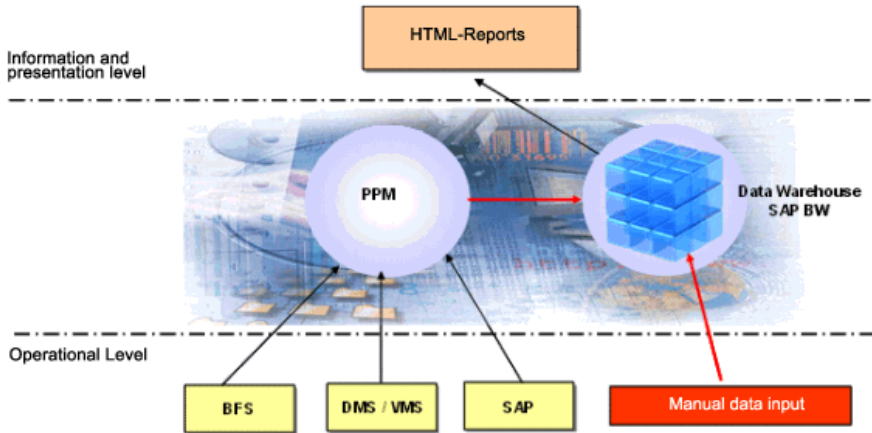 HTML-Reports
Information and
presentation level
PPM
Data Warehouse
SAP BW
Operational Level
BFS
DMS / VMS
SAP
Manual data input